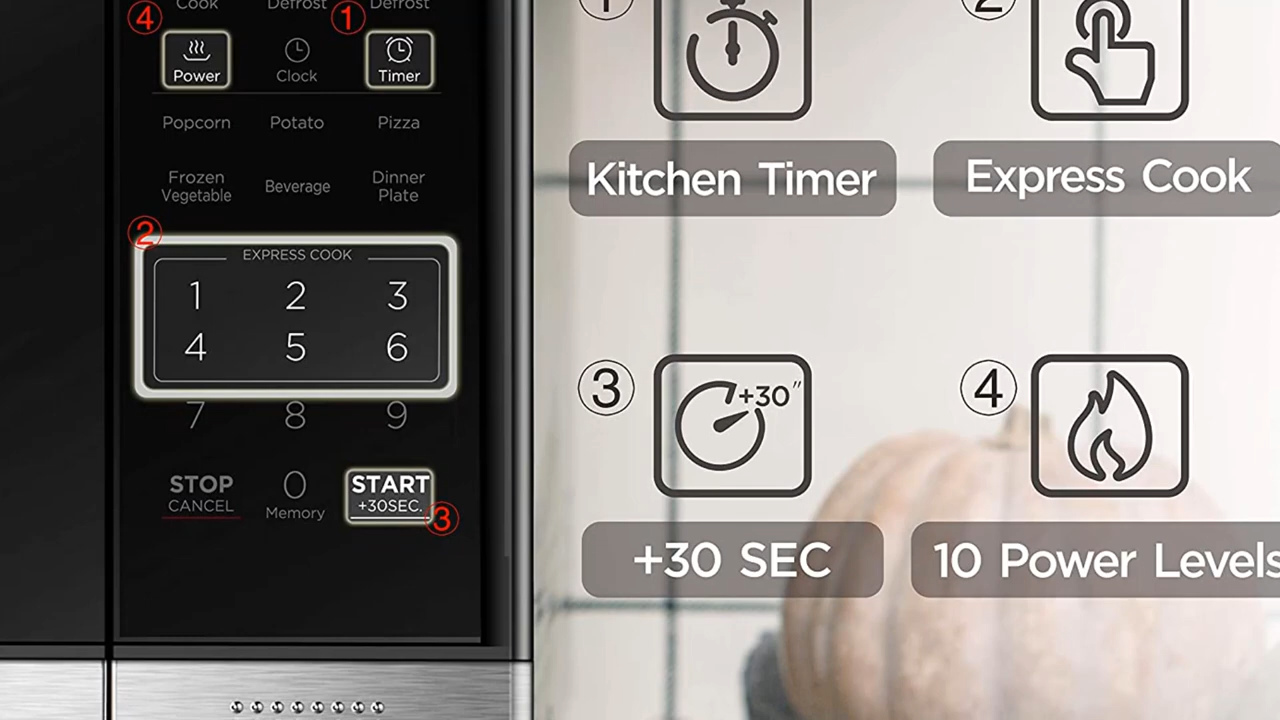 Cook Defrost Defrost
④ ①
Power Clock Timer
Popcorn Potato Pizza
Frozen Vegetable Beverage Dinner Plate
②
EXPRESS COOK
1 2 3
4 5 6
7 8 9
STOP CANCEL 0 Memory START +30SEC.
③
① ②
Kitchen Timer Express Cook
③ +30″ ④
+30 SEC 10 Power Levels